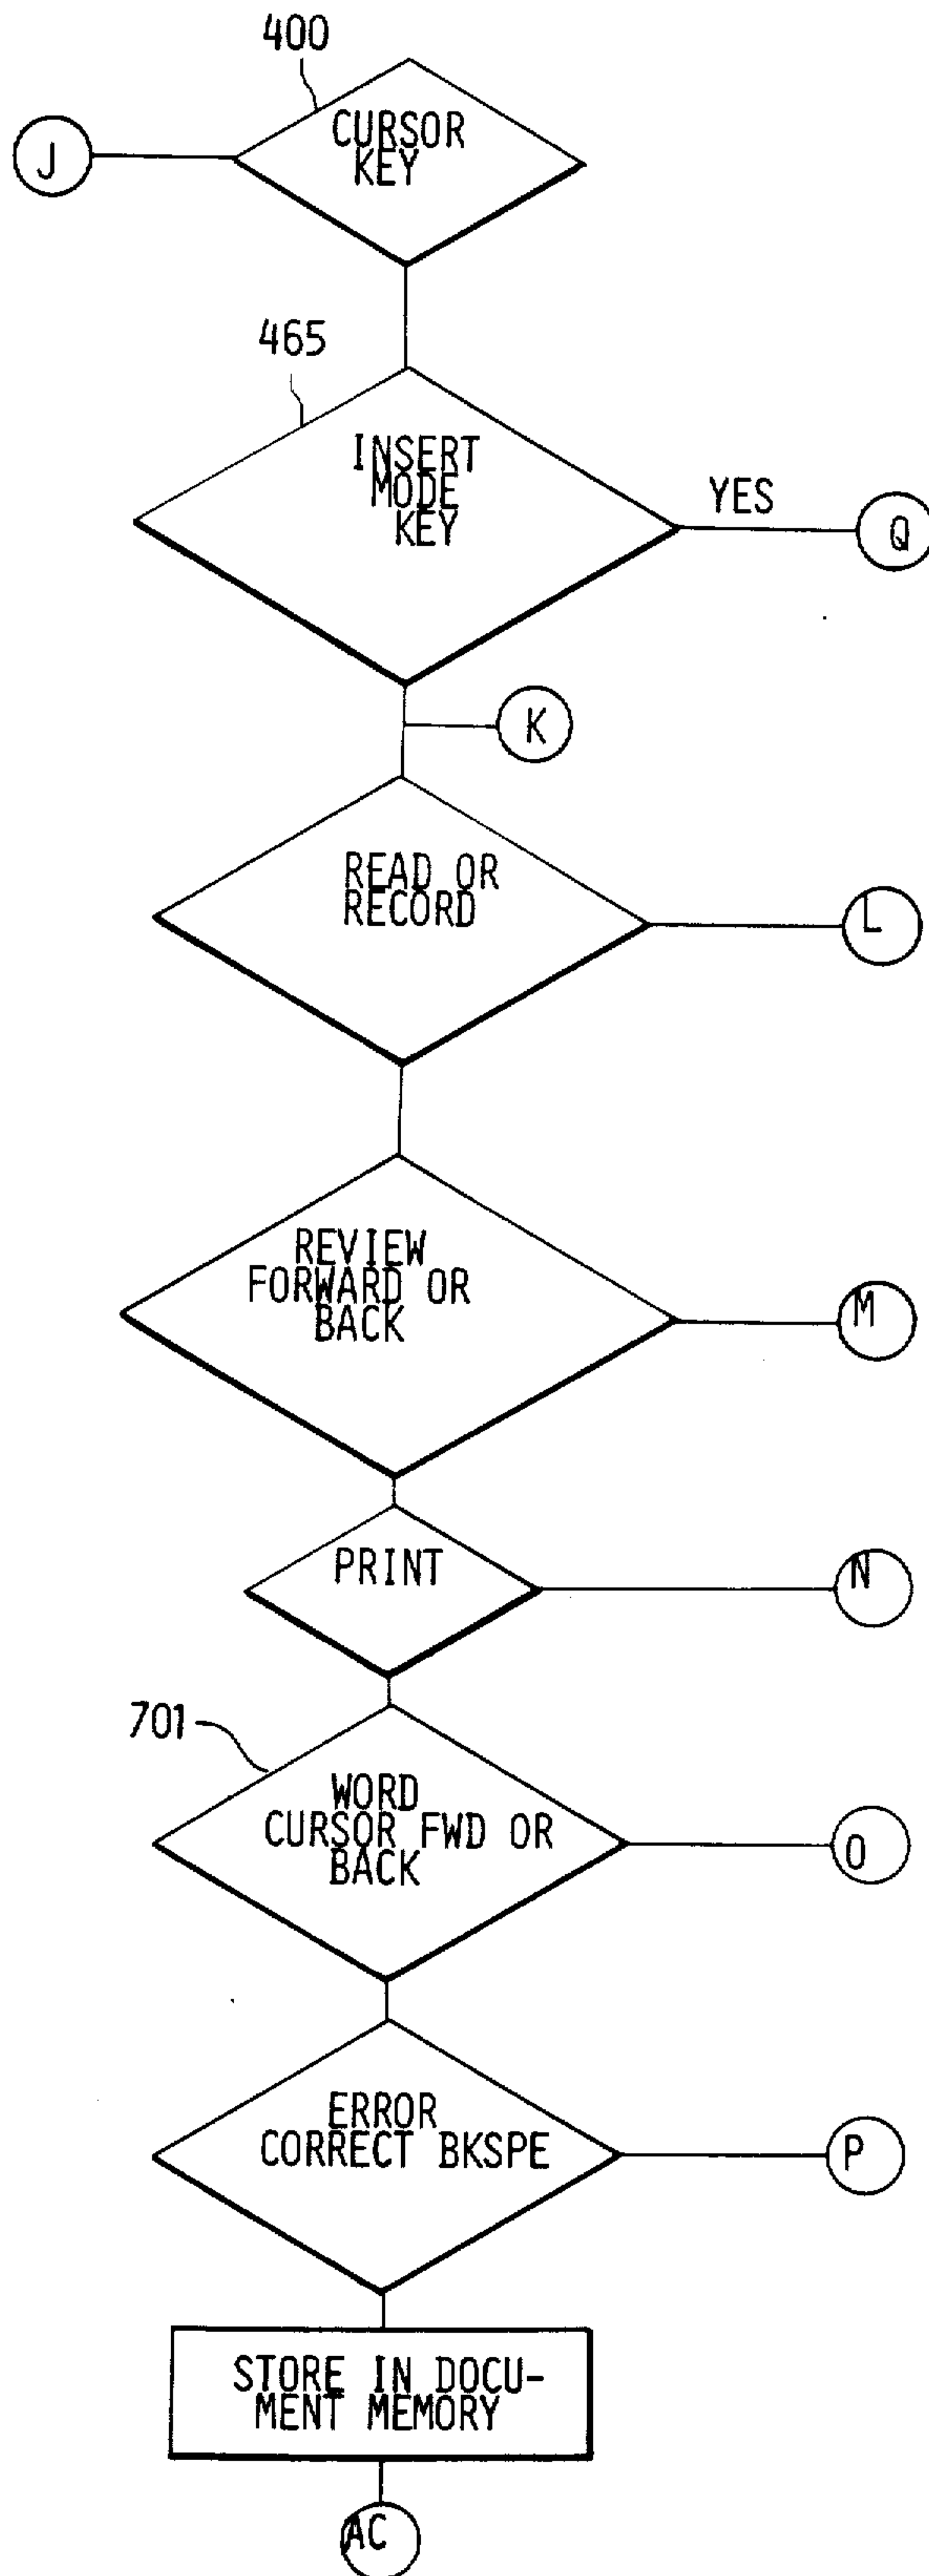 400
CURSOR
KEY
J
465
INSERT
MODE
KEY
YES
Q
K
READ OR
RECORD
L
REVIEW
FORWARD OR
BACK
M
PRINT
N
701
WORD
CURSOR FWD OR
BACK
O
ERROR
CORRECT BKSPE
P
STORE IN DOCU-
MENT MEMORY
AC